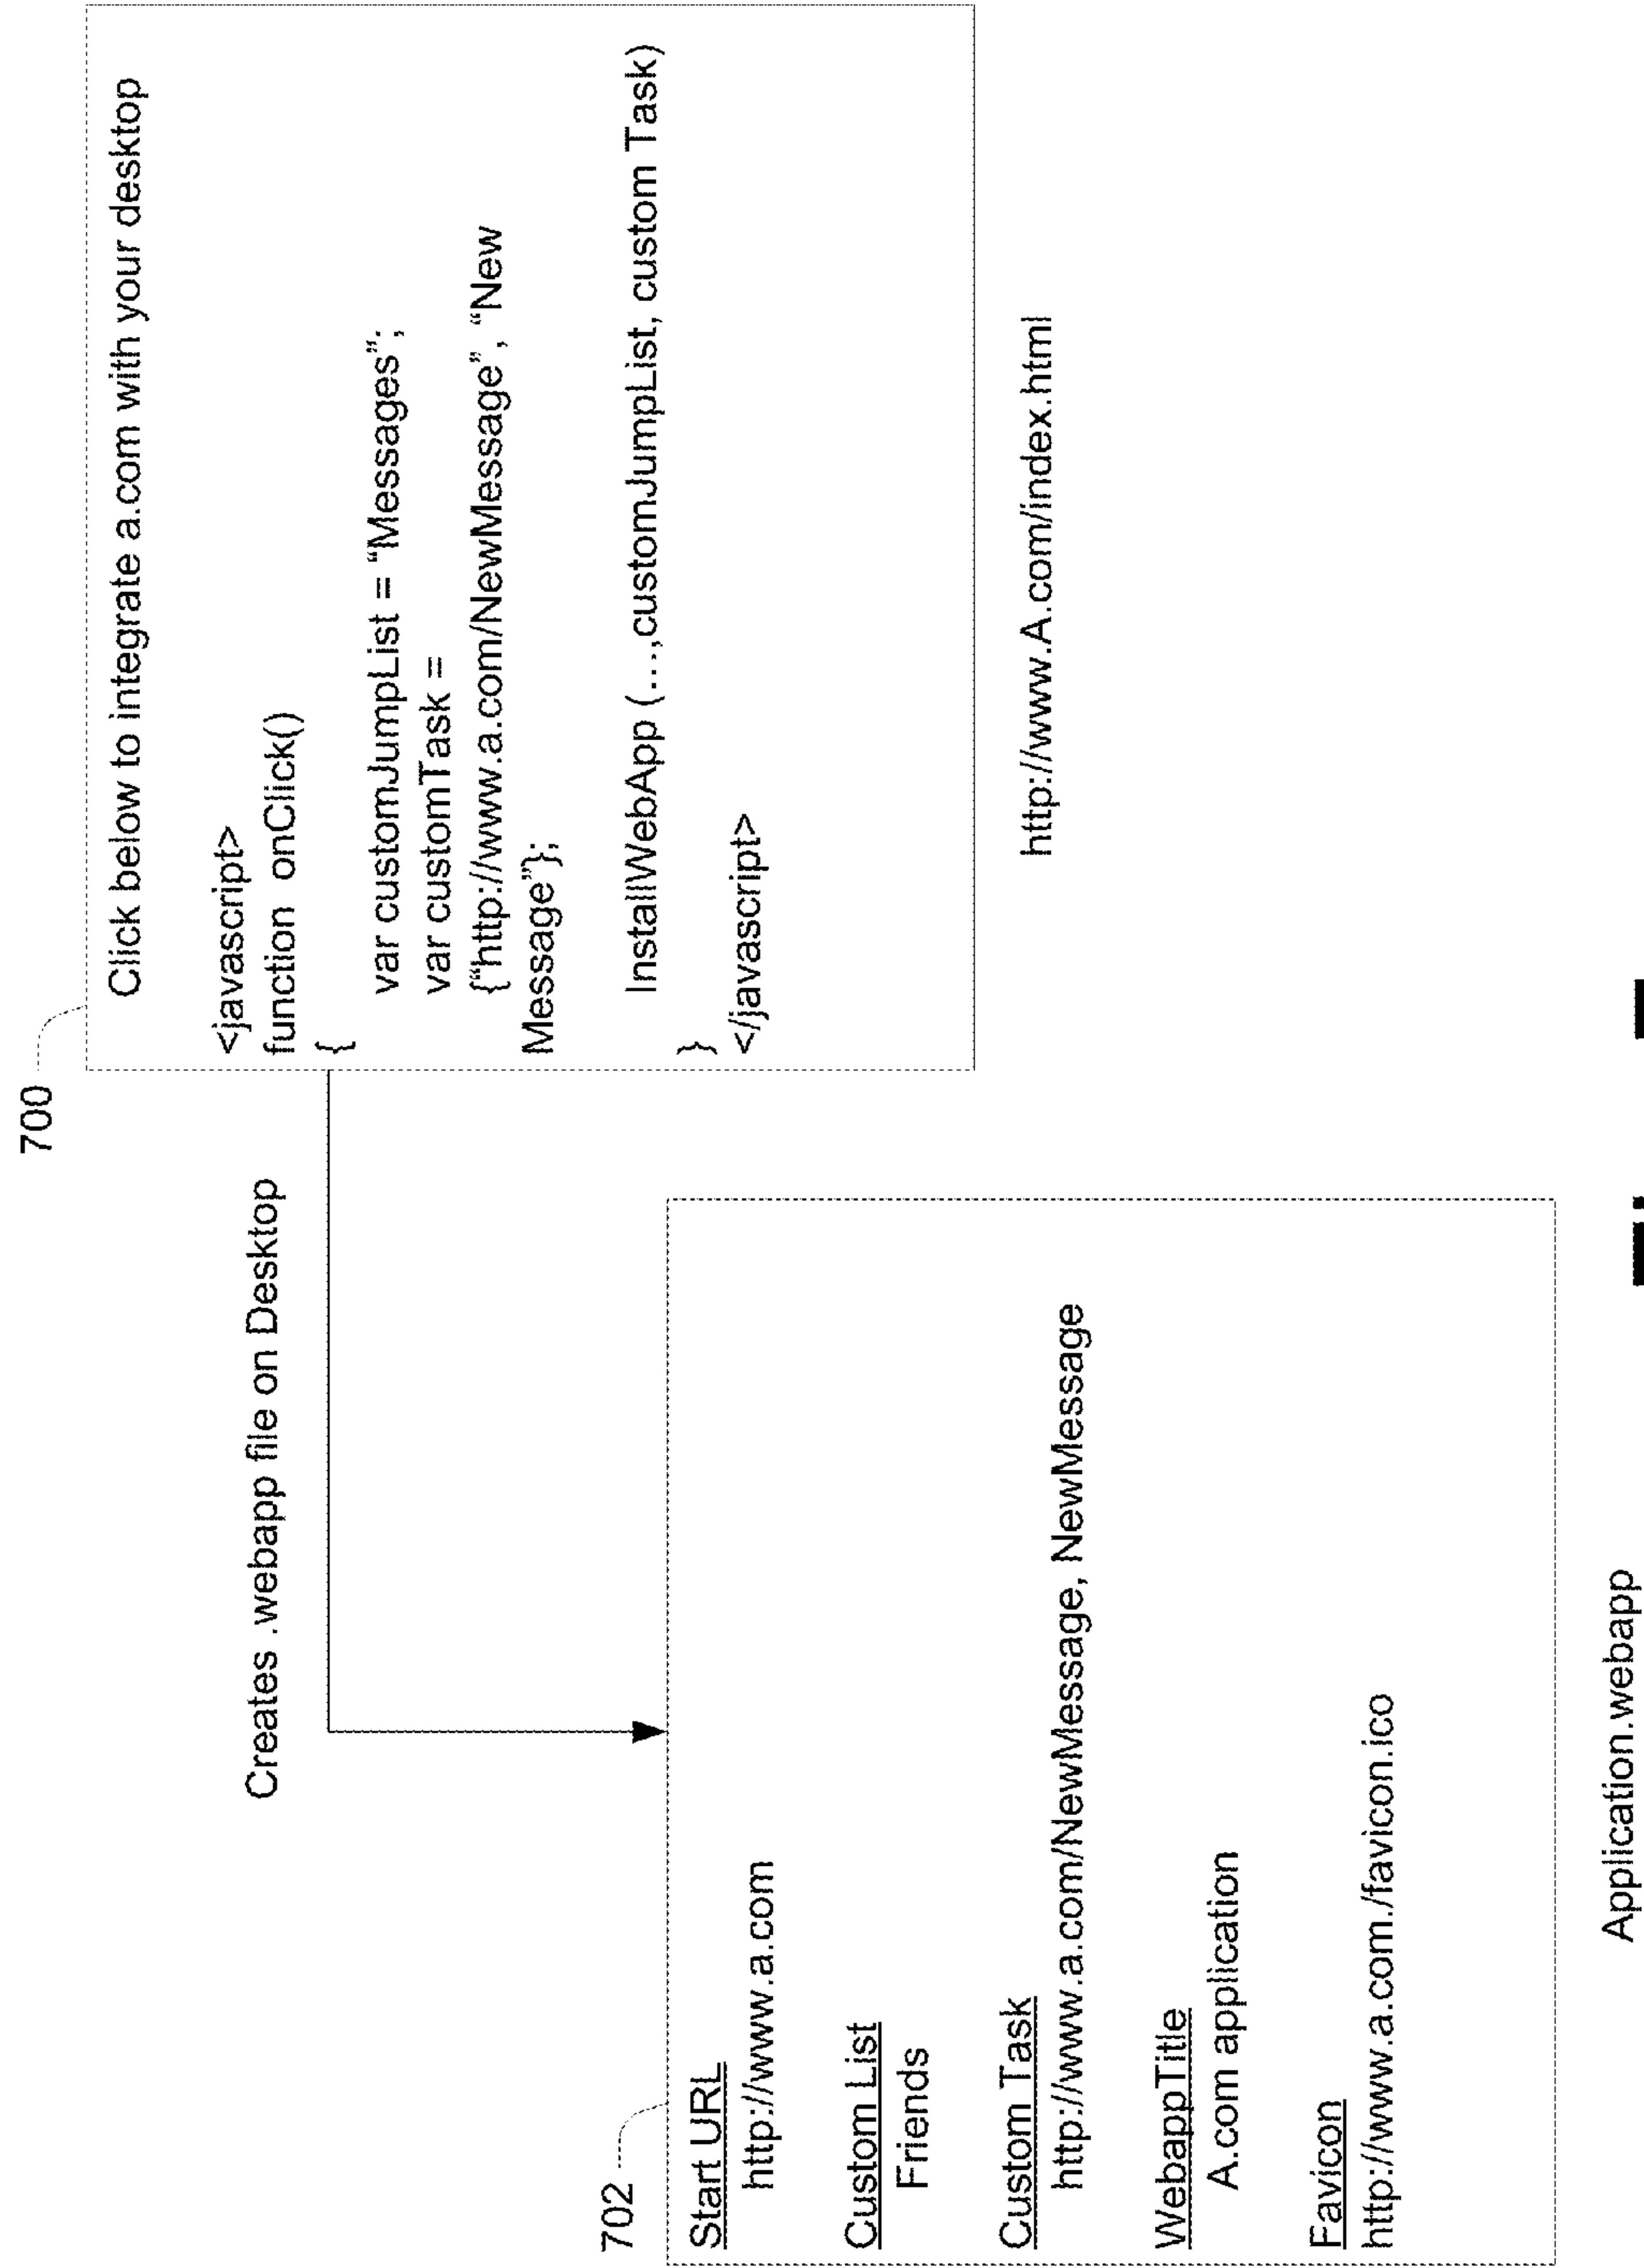 700
Click below to integrate a.com with your desktop
<javascript>
function onClick()
{
var customJumpList = “Messages”;
var customTask =
{“http://www.a.com/NewMessage”, “New
Message”};
InstallWebApp (...,customJumpList, custom Task)
}
</javascript>
http://www.A.com/index.html
Creates .webapp file on Desktop
702
Start URL
http://www.a.com
Custom List
Friends
Custom Task
http://www.a.com/NewMessage, NewMessage
WebappTitle
A.com application
Favicon
http://www.a.com./favicon.ico
Application.webapp